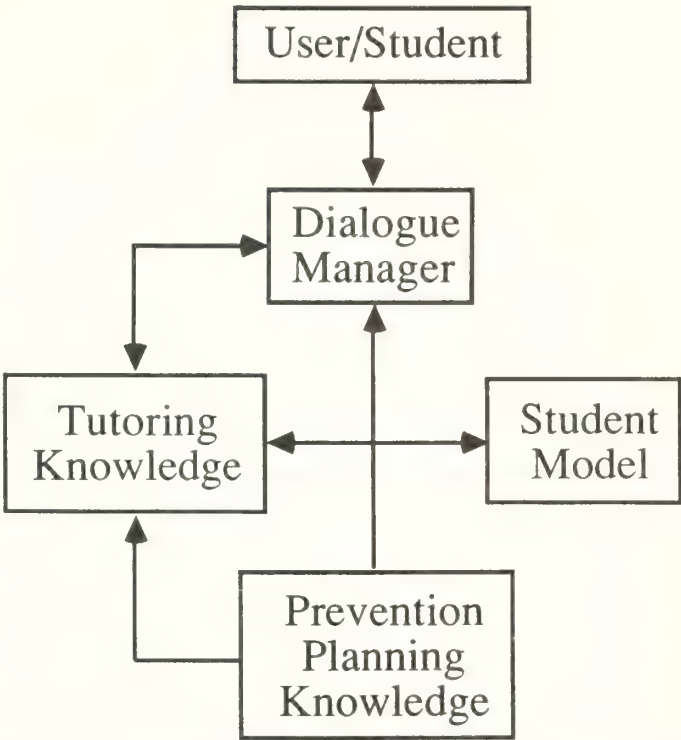 User/Student
Dialogue
Manager
Tutoring
Knowledge
Student
Model
Prevention
Planning
Knowledge